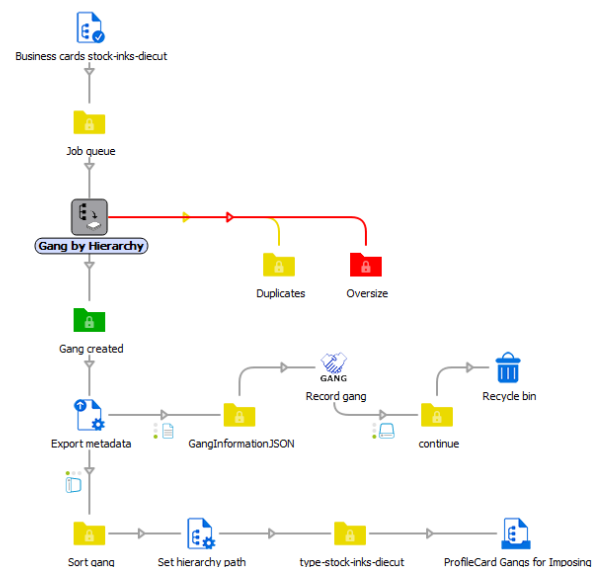 Business cards stock-inks-diecut
Job queue
Gang by Hierarchy
Duplicates
Oversize
Gang created
GANG
Record gang
Recycle bin
Export metadata
GangInformationJSON
continue
Sort gang
Set hierarchy path
type-stock-inks-diecut
ProfileCard Gangs for Imposing